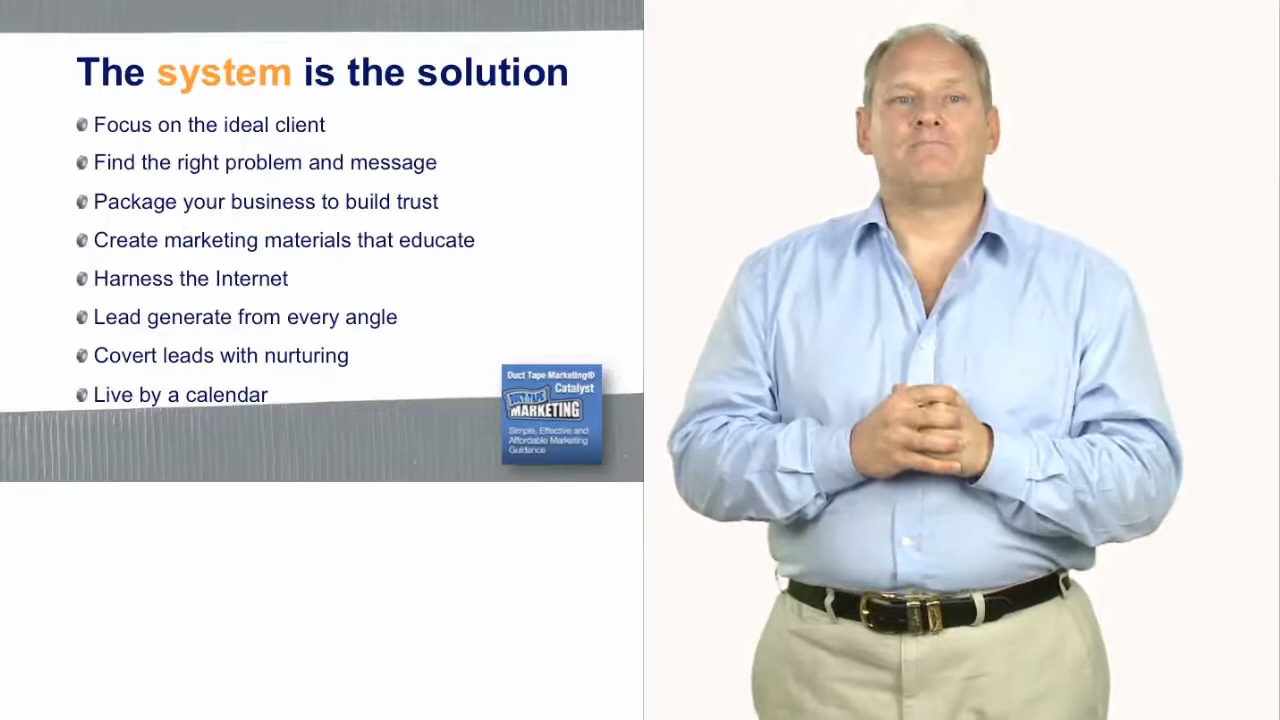 The system is the solution
Focus on the ideal client
Find the right problem and message
Package your business to build trust
Create marketing materials that educate
Harness the Internet
Lead generate from every angle
Covert leads with nurturing
Live by a calendar
Duct Tape Marketing®
Catalyst
DUCT TAPE
MARKETING
Simple, Effective and
Affordable Marketing
Guidance